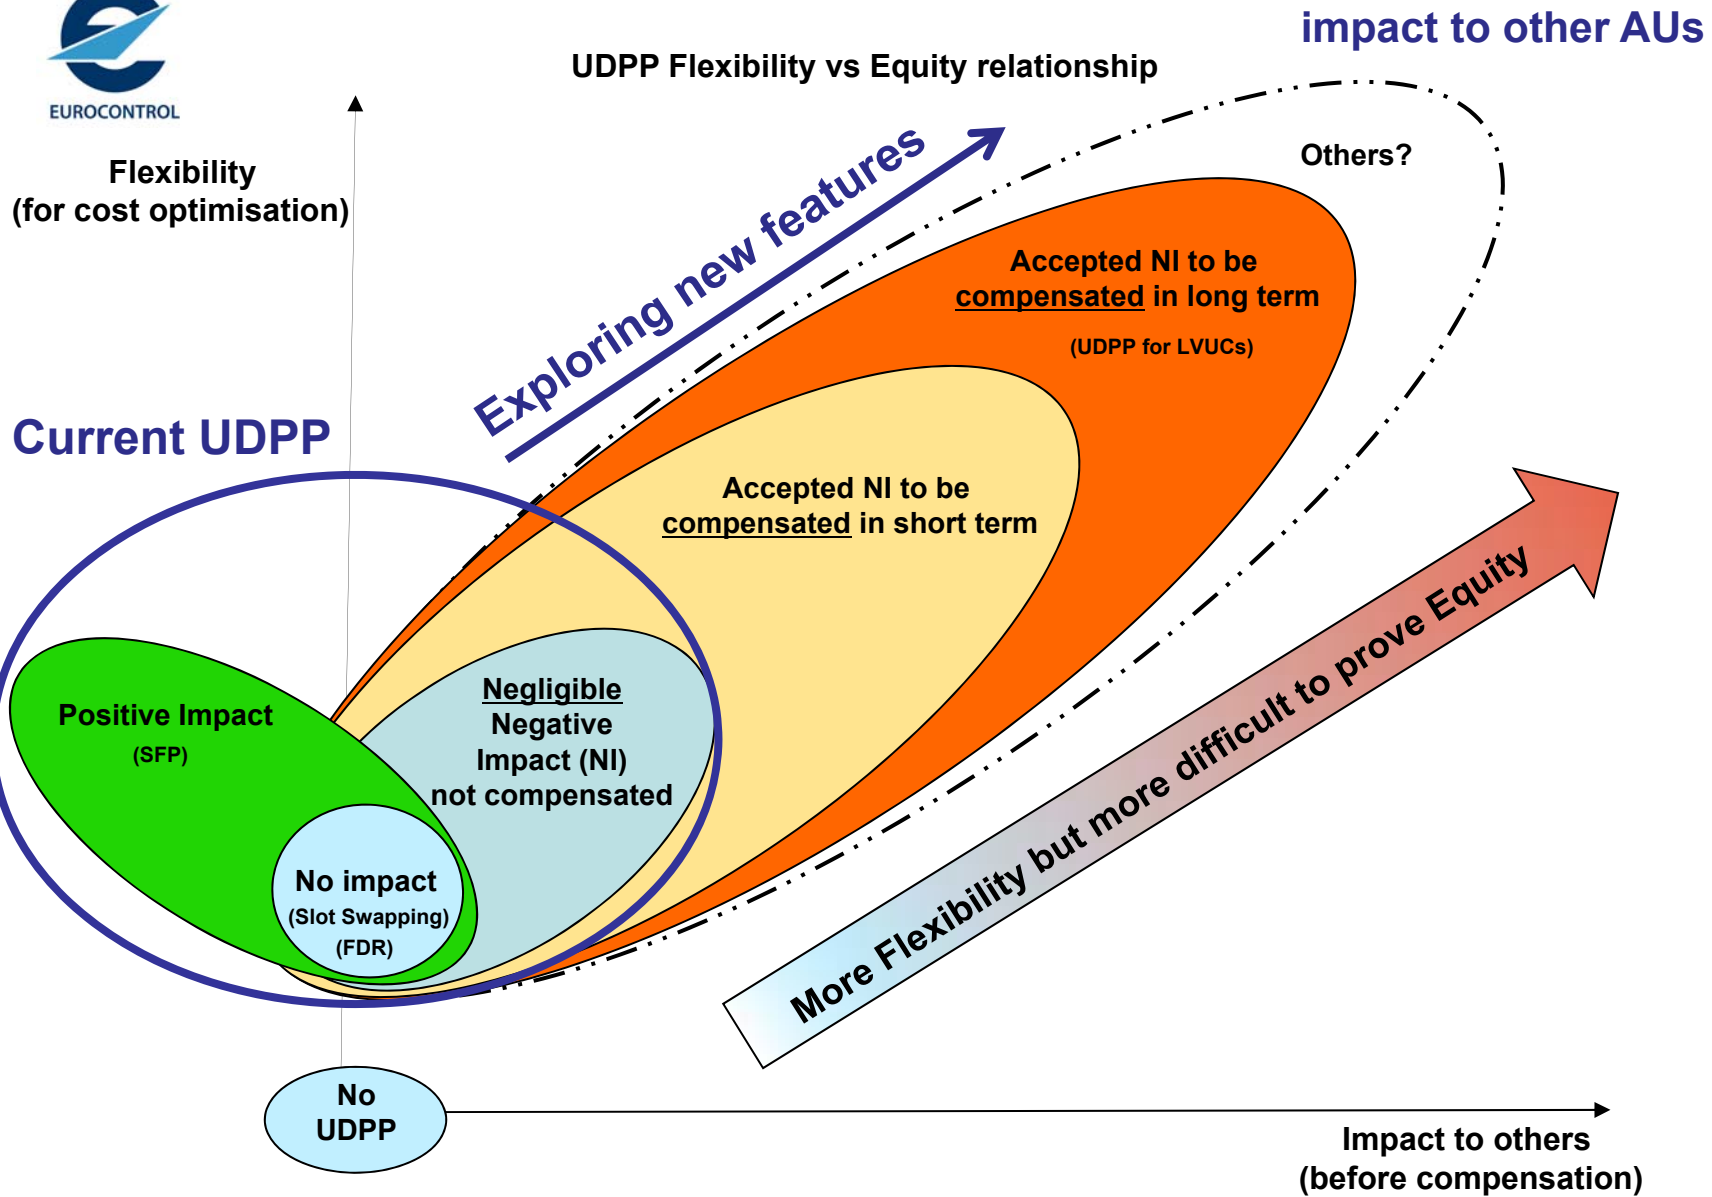 impact to other AUs
UDPP Flexibility vs Equity relationship
EUROCONTROL
Flexibility
(for cost optimisation)
Others?
Exploring new features
Accepted NI to be
compensated in long term
(UDPP for LVUCs)
Current UDPP
Accepted NI to be
compensated in short term
Positive Impact
(SFP)
Negligible
Negative
Impact (NI)
not compensated
No impact
(Slot Swapping)
(FDR)
More Flexibility but more difficult to prove Equity
No
UDPP
Impact to others
(before compensation)